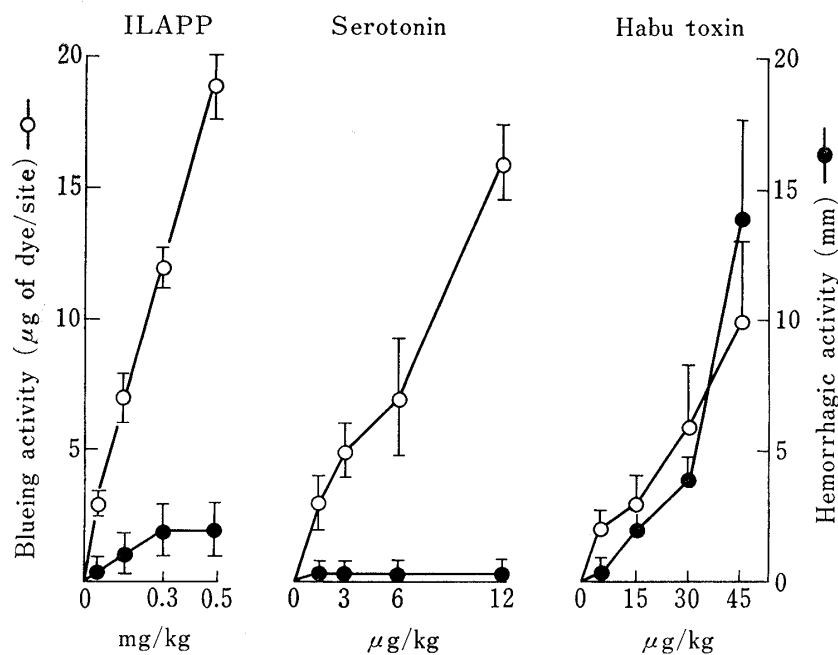 ILAPP
Serotonin
Habu toxin
Blueing activity (μg of dye/site)
20
15
10
5
0
0.3
0.5
mg/kg
0
3
6
12
μg/kg
0
15
30
45
μg/kg
20
15
10
5
0
Hemorrhagic activity (mm)